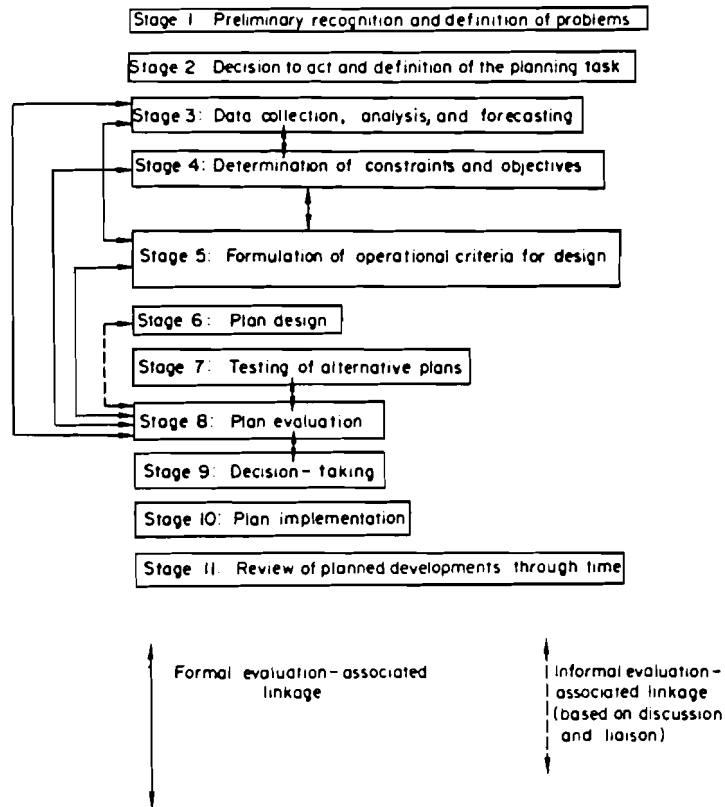 Stage 1 Preliminary recognition and definition of problems
Stage 2 Decision to act and definition of the planning task
Stage 3: Data collection, analysis, and forecasting
Stage 4: Determination of constraints and objectives
Stage 5: Formulation of operational criteria for design
Stage 6: Plan design
Stage 7: Testing of alternative plans
Stage 8: Plan evaluation
Stage 9: Decision-taking
Stage 10: Plan implementation
Stage 11: Review of planned developments through time
Formal evaluation-associated
linkage
Informal evaluation-
associated linkage
(based on discussion
and liaison)